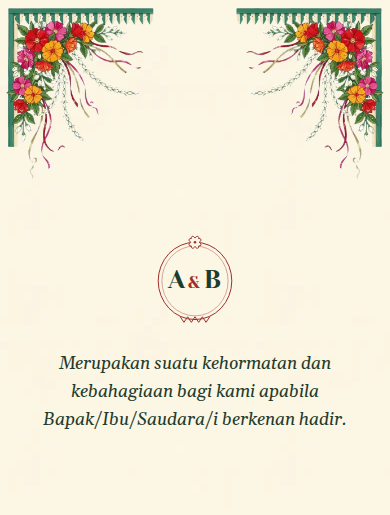 A & B
Merupakan suatu kehormatan dan
kebahagiaan bagi kami apabila
Bapak/Ibu/Saudara/i berkenan hadir.